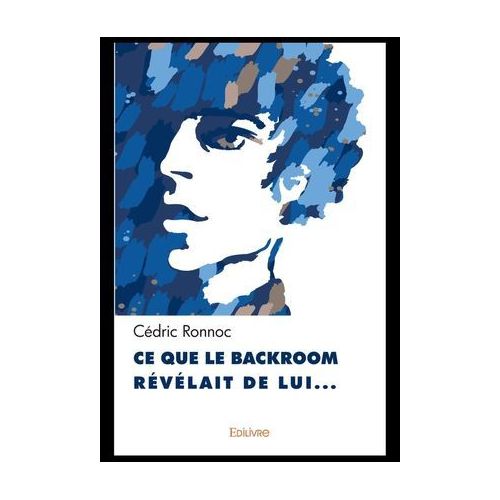 Cédric Ronnoc
CE QUE LE BACKROOM
RÉVÉLAIT DE LUI...
EDILIVRE